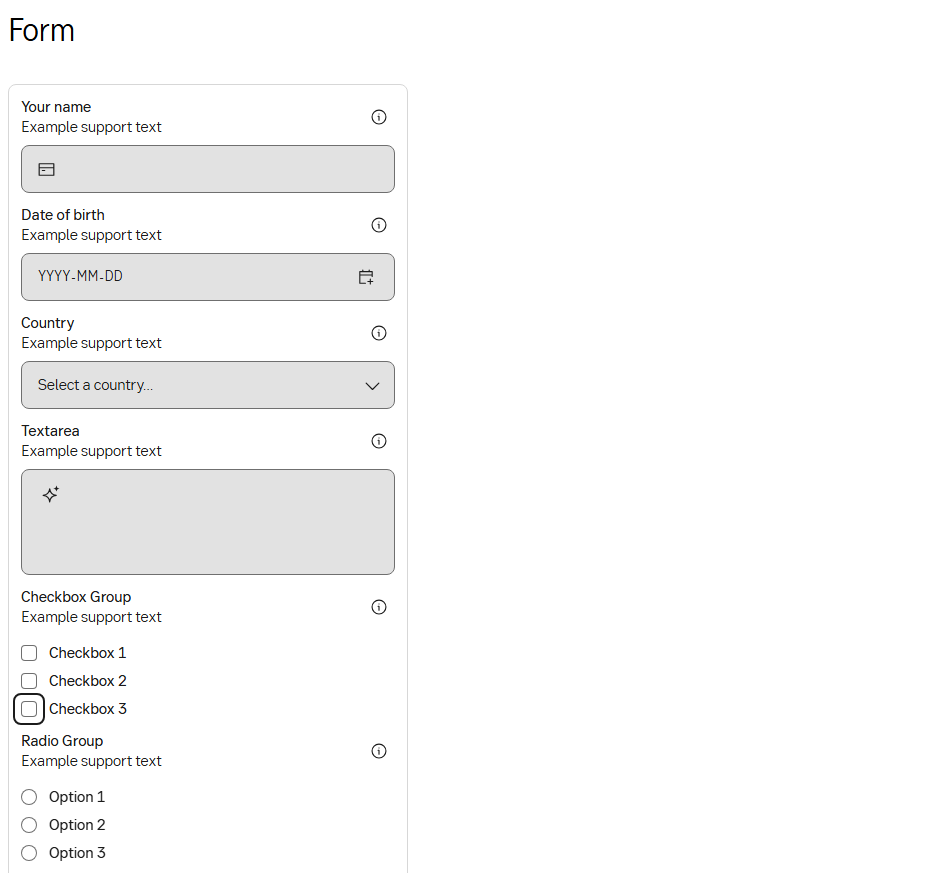 Form
Your name
Example support text
Date of birth
Example support text
YYYY-MM-DD
Country
Example support text
Select a country...
Textarea
Example support text
Checkbox Group
Example support text
Checkbox 1
Checkbox 2
Checkbox 3
Radio Group
Example support text
Option 1
Option 2
Option 3